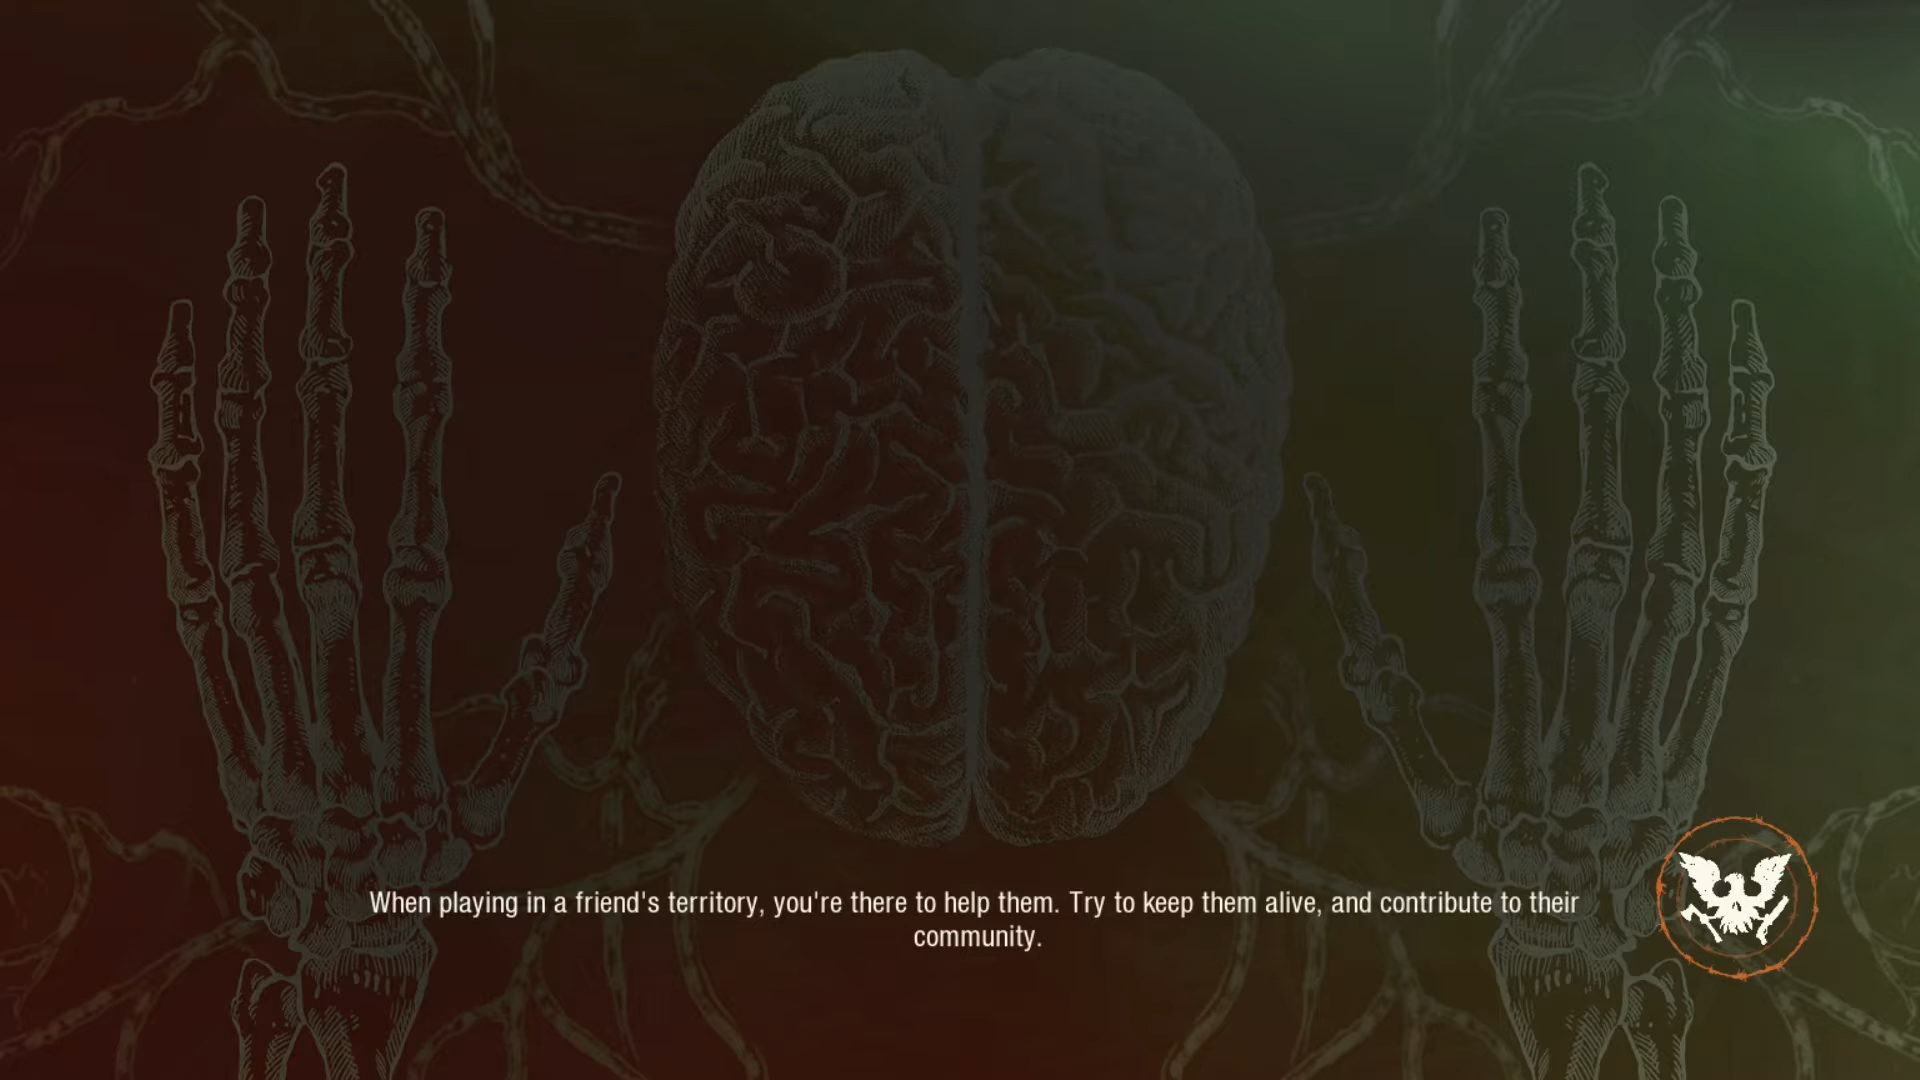 When playing in a friend's territory, you're there to help them. Try to keep them alive, and contribute to their
community.